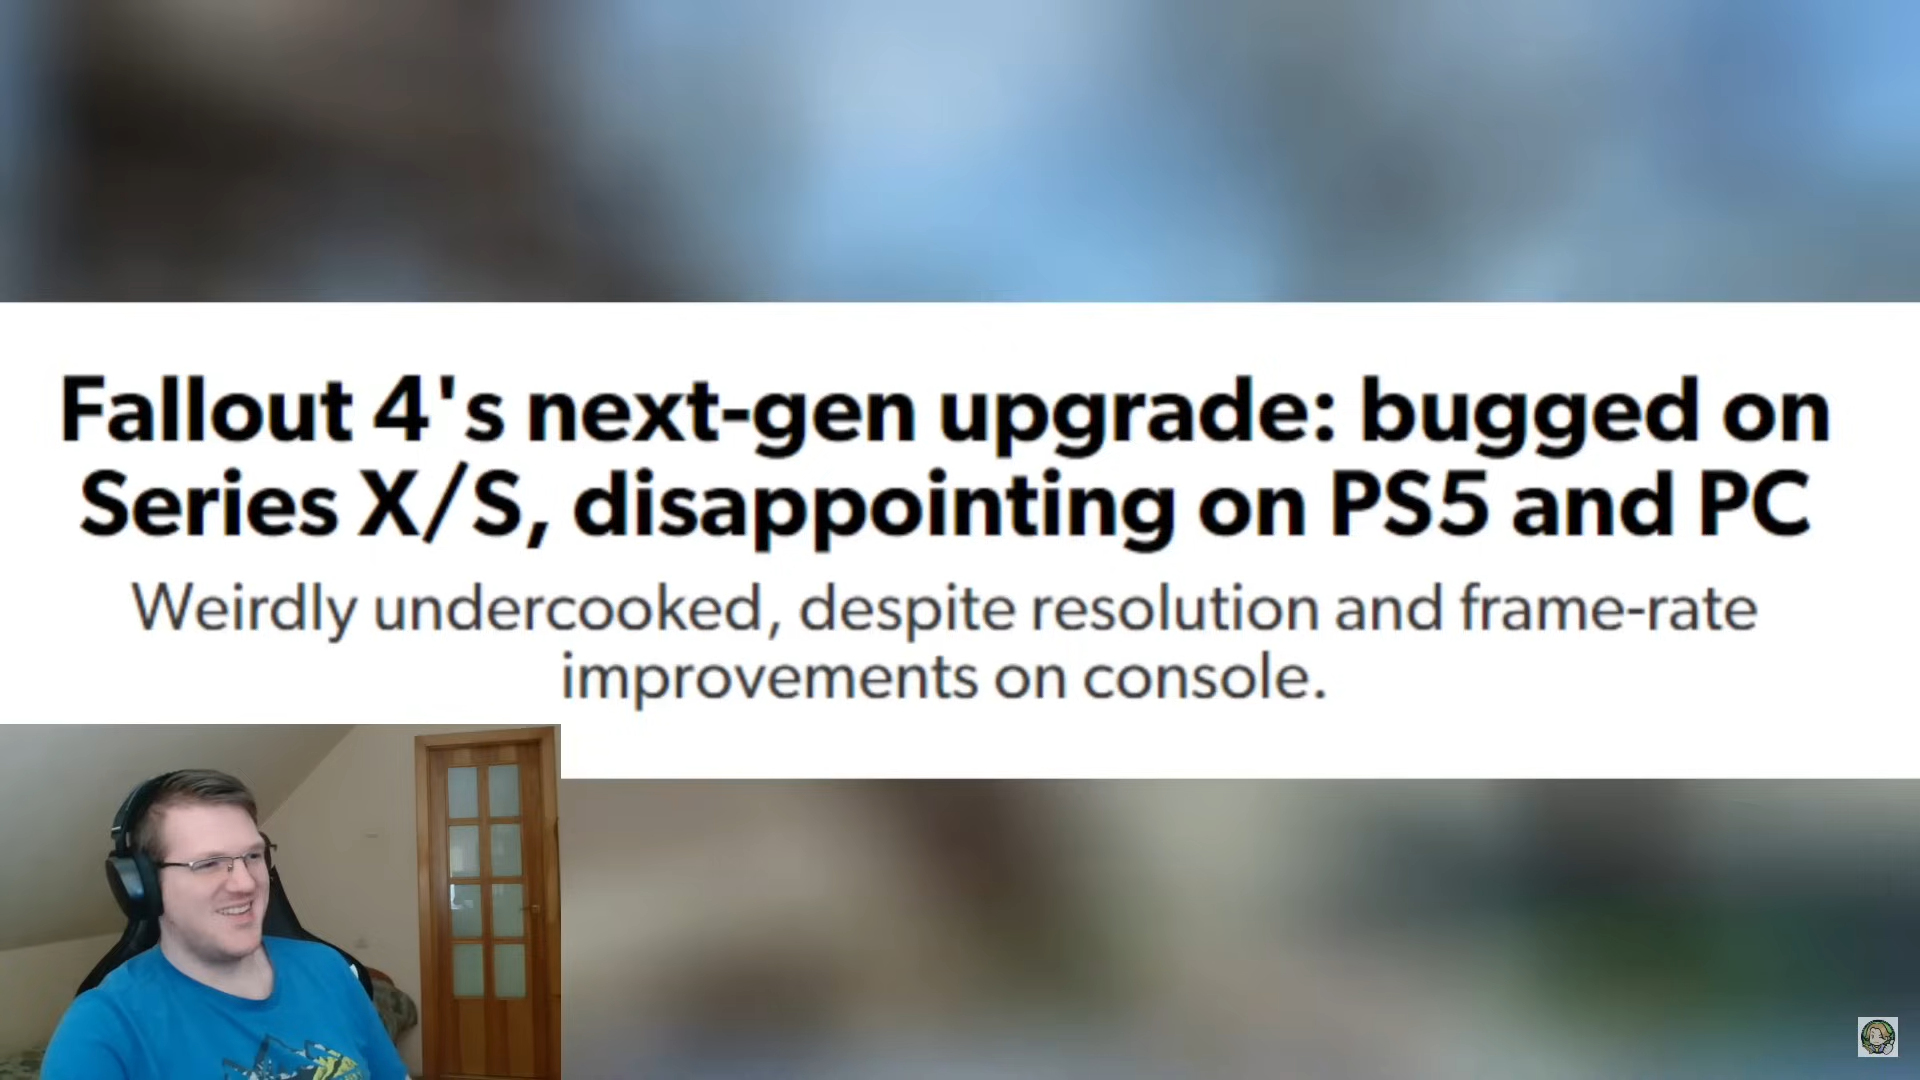 Fallout 4's next-gen upgrade: bugged on
Series X/S, disappointing on PS5 and PC
Weirdly undercooked, despite resolution and frame-rate
improvements on console.